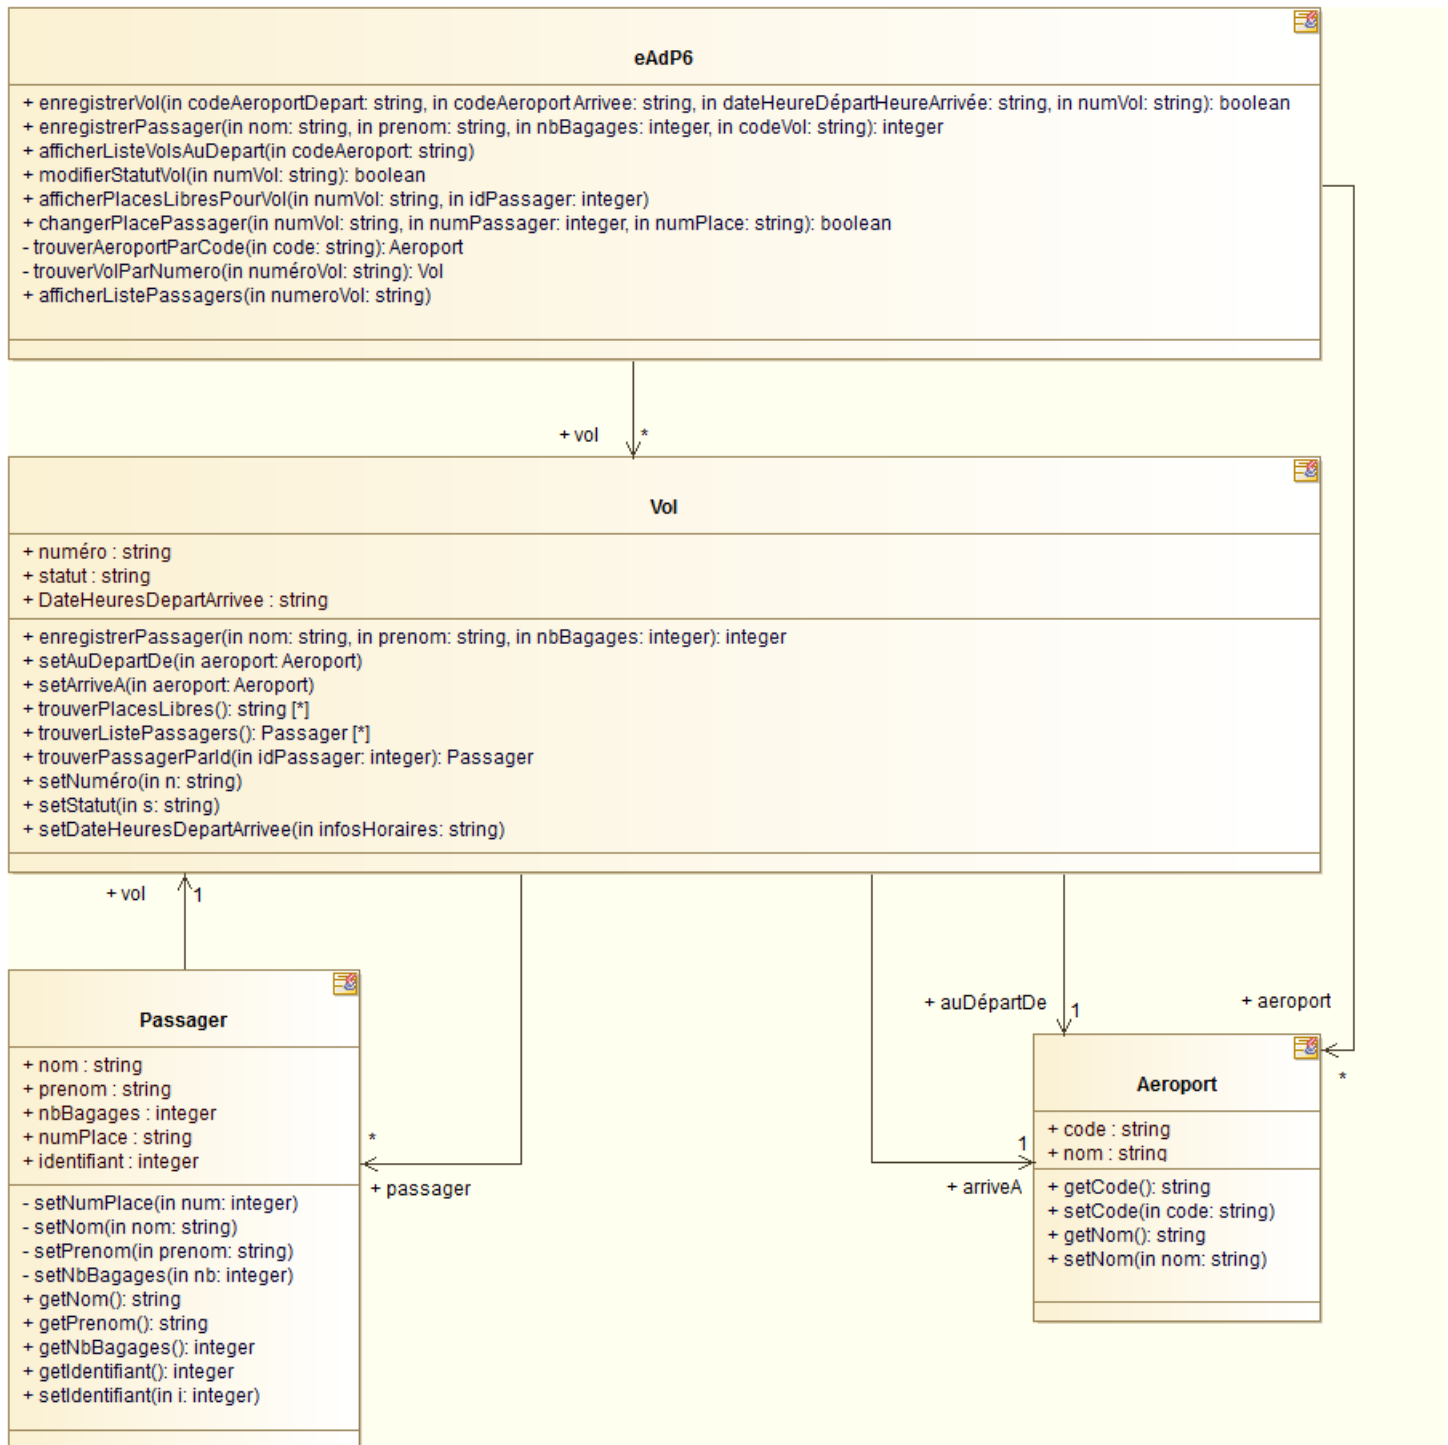 eAdP6
+ enregistrerVol(in codeAeroportDepart: string, in codeAeroportArrivee: string, in dateHeureDépartHeureArrivée: string, in numVol: string): boolean
+ enregistrerPassager(in nom: string, in prenom: string, in nbBagages: integer, in codeVol: string): integer
+ afficherListeVolsAuDepart(in codeAeroport: string)
+ modifierStatutVol(in numVol: string): boolean
+ afficherPlacesLibresPourVol(in numVol: string, in idPassager: integer)
+ changerPlacePassager(in numVol: string, in numPassager: integer, in numPlace: string): boolean
- trouverAeroportParCode(in code: string): Aeroport
- trouverVolParNumero(in numéroVol: string): Vol
+ afficherListePassagers(in numeroVol: string)
+ vol
*
Vol
+ numéro : string
+ statut : string
+ DateHeuresDepartArrivee : string
+ enregistrerPassager(in nom: string, in prenom: string, in nbBagages: integer): integer
+ setAuDepartDe(in aeroport: Aeroport)
+ setArriveA(in aeroport: Aeroport)
+ trouverPlacesLibres(): string [*]
+ trouverListePassagers(): Passager [*]
+ trouverPassagerParId(in idPassager: integer): Passager
+ setNuméro(in n: string)
+ setStatut(in s: string)
+ setDateHeuresDepartArrivee(in infosHoraires: string)
+ vol
1
Passager
+ nom : string
+ prenom : string
+ nbBagages : integer
+ numPlace : string
+ identifiant : integer
- setNumPlace(in num: integer)
- setNom(in nom: string)
- setPrenom(in prenom: string)
- setNbBagages(in nb: integer)
+ getNom(): string
+ getPrenom(): string
+ getNbBagages(): integer
+ getIdentifiant(): integer
+ setIdentifiant(in i: integer)
*
+ passager
+ auDépartDe
1
+ aeroport
*
1
+ arriveA
Aeroport
+ code : string
+ nom : string
+ getCode(): string
+ setCode(in code: string)
+ getNom(): string
+ setNom(in nom: string)